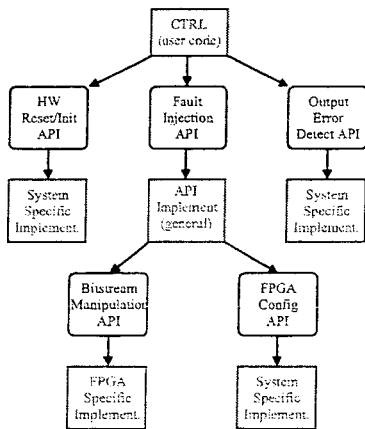 CTRL
(user code)
HW
Reset/Init
API
Fault
Injection
API
Output
Error
Detect API
System
Specific
Implement.
API
Implement
(general)
System
Specific
Implement.
Bitstream
Manipulation
API
FPGA
Config
API
FPGA
Specific
Implement.
System
Specific
Implement.